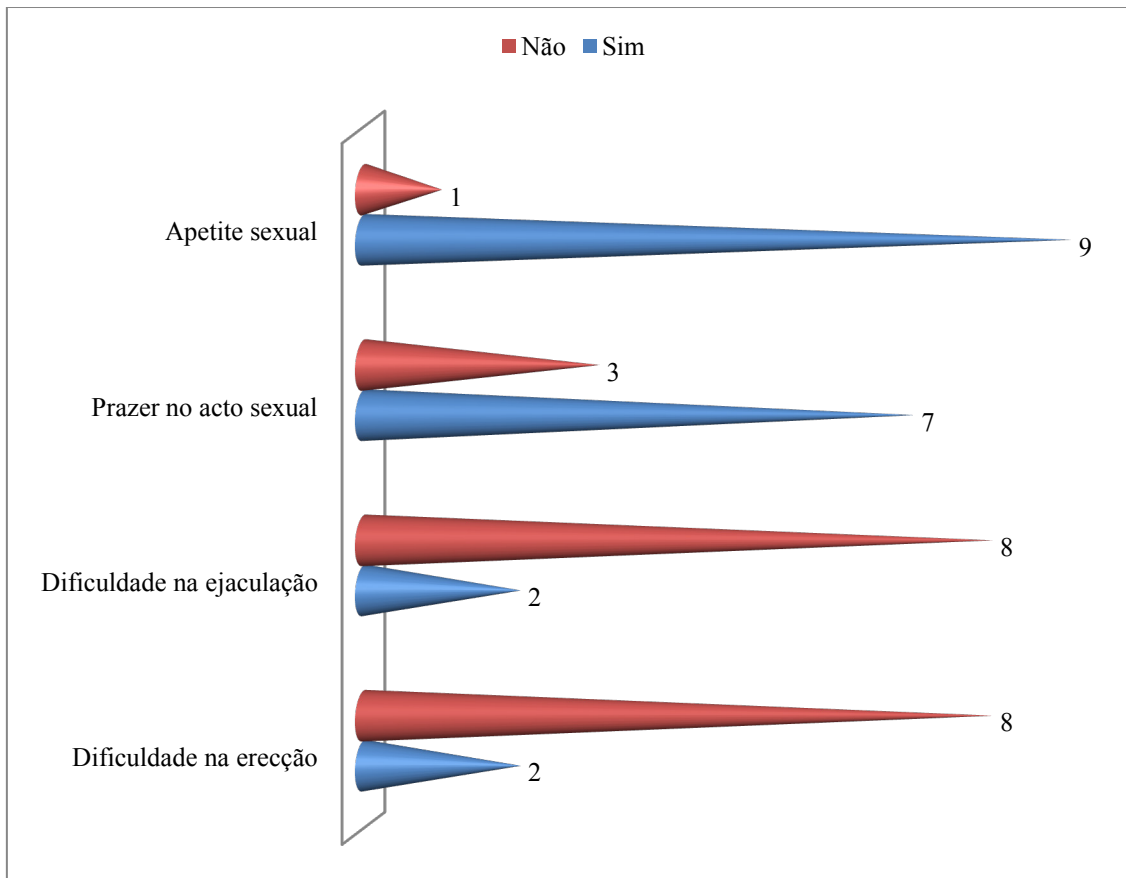 Não Sim
1
Apetite sexual
9
3
Prazer no acto sexual
7
8
Dificuldade na ejaculação
2
8
Dificuldade na erecção
2